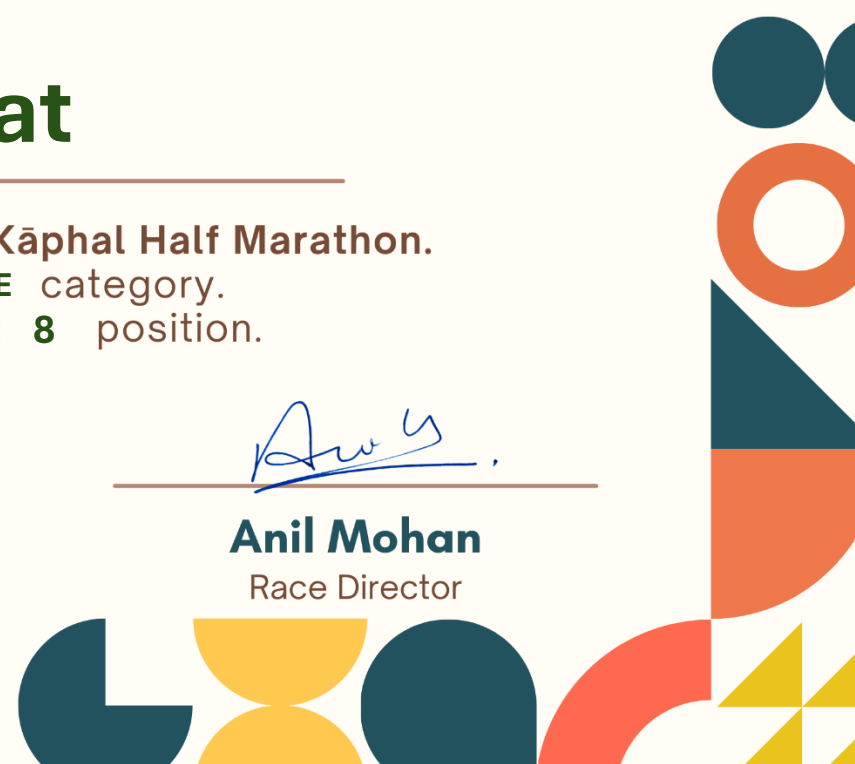 at
Kāphal Half Marathon.
E category.
8 position.
Anil Mohan
Race Director